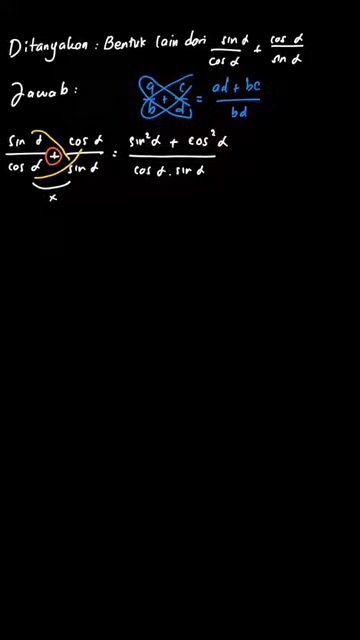 Ditanyakan : Bentuk lain dari sin α/cos α + cos α/sin α
Jawab : a/b + c/d = ad + bc/bd
sin α/cos α + cos α/sin α = sin²α + cos²α/cos α . sin α
x